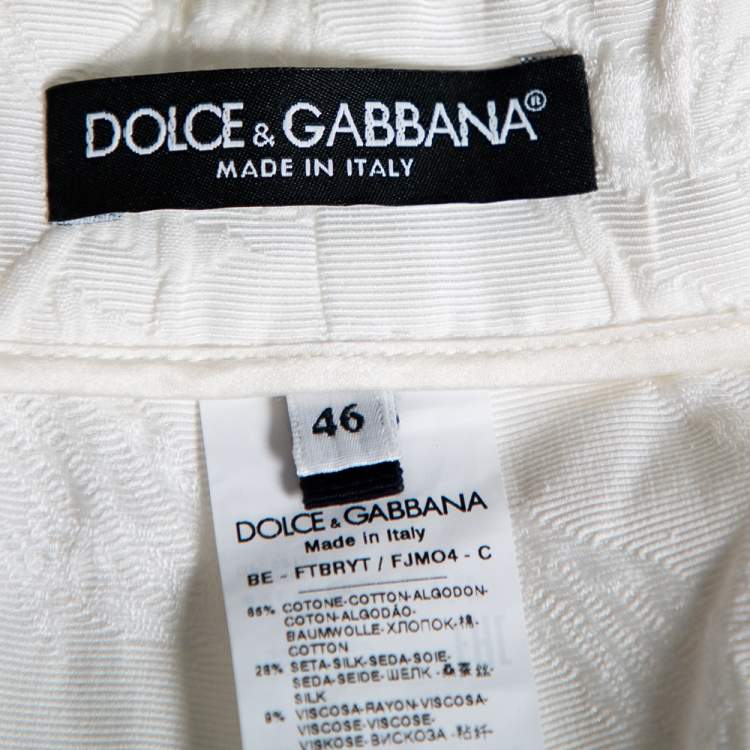 DOLCE & GABBANA®
MADE IN ITALY
46
DOLCE & GABBANA
Made in Italy
BE - FTBRYT / FJMO4 - C
COTONE-COTTON-ALGODON-
COTON-ALGODÃO-
BAUMWOLLE-ХЛОПОК-棉-
COTTON
SETA-SILK-SEDA-SOIE-
SEDA-SEIDE-ШЕЛК-桑蚕丝-
SILK
9% VISCOSA-RAYON-VISCOSA-
VISCOSE-VISCOSE-
VISKOSE-ВИСКОЗА-粘纤-